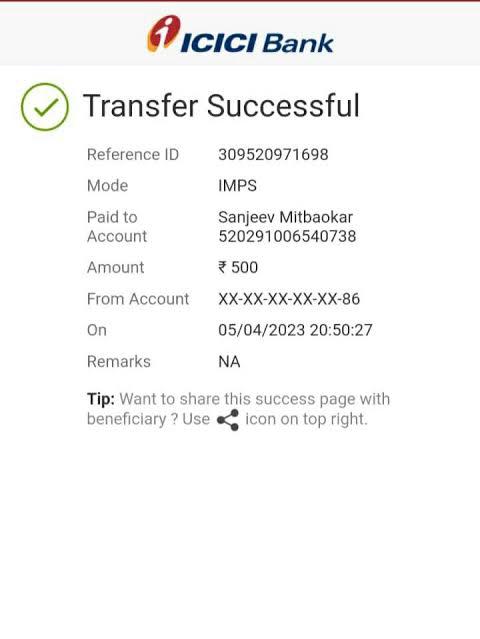 ICICI Bank
Transfer Successful
Reference ID 309520971698
Mode IMPS
Paid to Sanjeev Mitbaokar
Account 520291006540738
Amount ₹ 500
From Account XX-XX-XX-XX-XX-86
On 05/04/2023 20:50:27
Remarks NA
Tip: Want to share this success page with
beneficiary ? Use icon on top right.